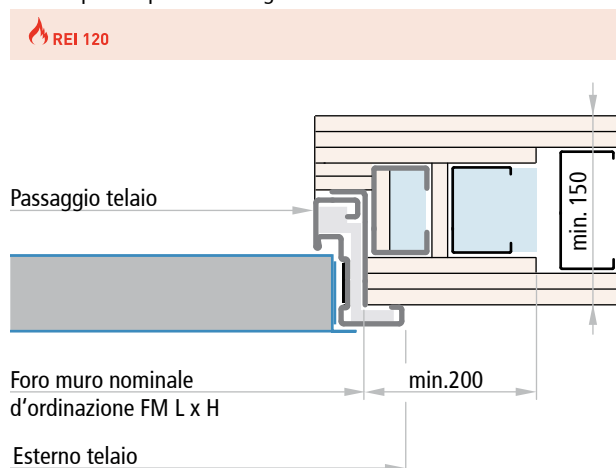 REI 120
Passaggio telaio
min. 150
Foro muro nominale
d'ordinazione FM L x H
min.200
Esterno telaio